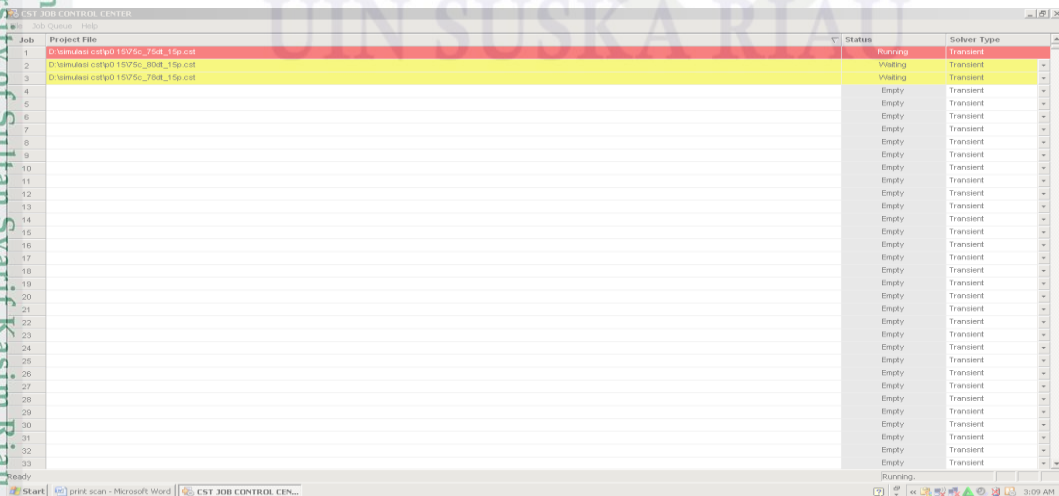 UIN SUSKA RIAU
CST JOB CONTROL CENTER
File Job Queue Help
Job Project File Status Solver Type
1 D:\simulasi cst\p0 15\75c_75dt_15p.cst Running Transient
2 D:\simulasi cst\p0 15\75c_80dt_15p.cst Waiting Transient
3 D:\simulasi cst\p0 15\75c_78dt_15p.cst Waiting Transient
4 Empty Transient
5 Empty Transient
6 Empty Transient
7 Empty Transient
8 Empty Transient
9 Empty Transient
10 Empty Transient
11 Empty Transient
12 Empty Transient
13 Empty Transient
14 Empty Transient
15 Empty Transient
16 Empty Transient
17 Empty Transient
18 Empty Transient
19 Empty Transient
20 Empty Transient
21 Empty Transient
22 Empty Transient
23 Empty Transient
24 Empty Transient
25 Empty Transient
26 Empty Transient
27 Empty Transient
28 Empty Transient
29 Empty Transient
30 Empty Transient
31 Empty Transient
32 Empty Transient
33 Empty Transient
Ready Running.
Start print scan - Microsoft Word CST JOB CONTROL CEN... 3:09 AM
of Sultan Syarif Kasim Riau